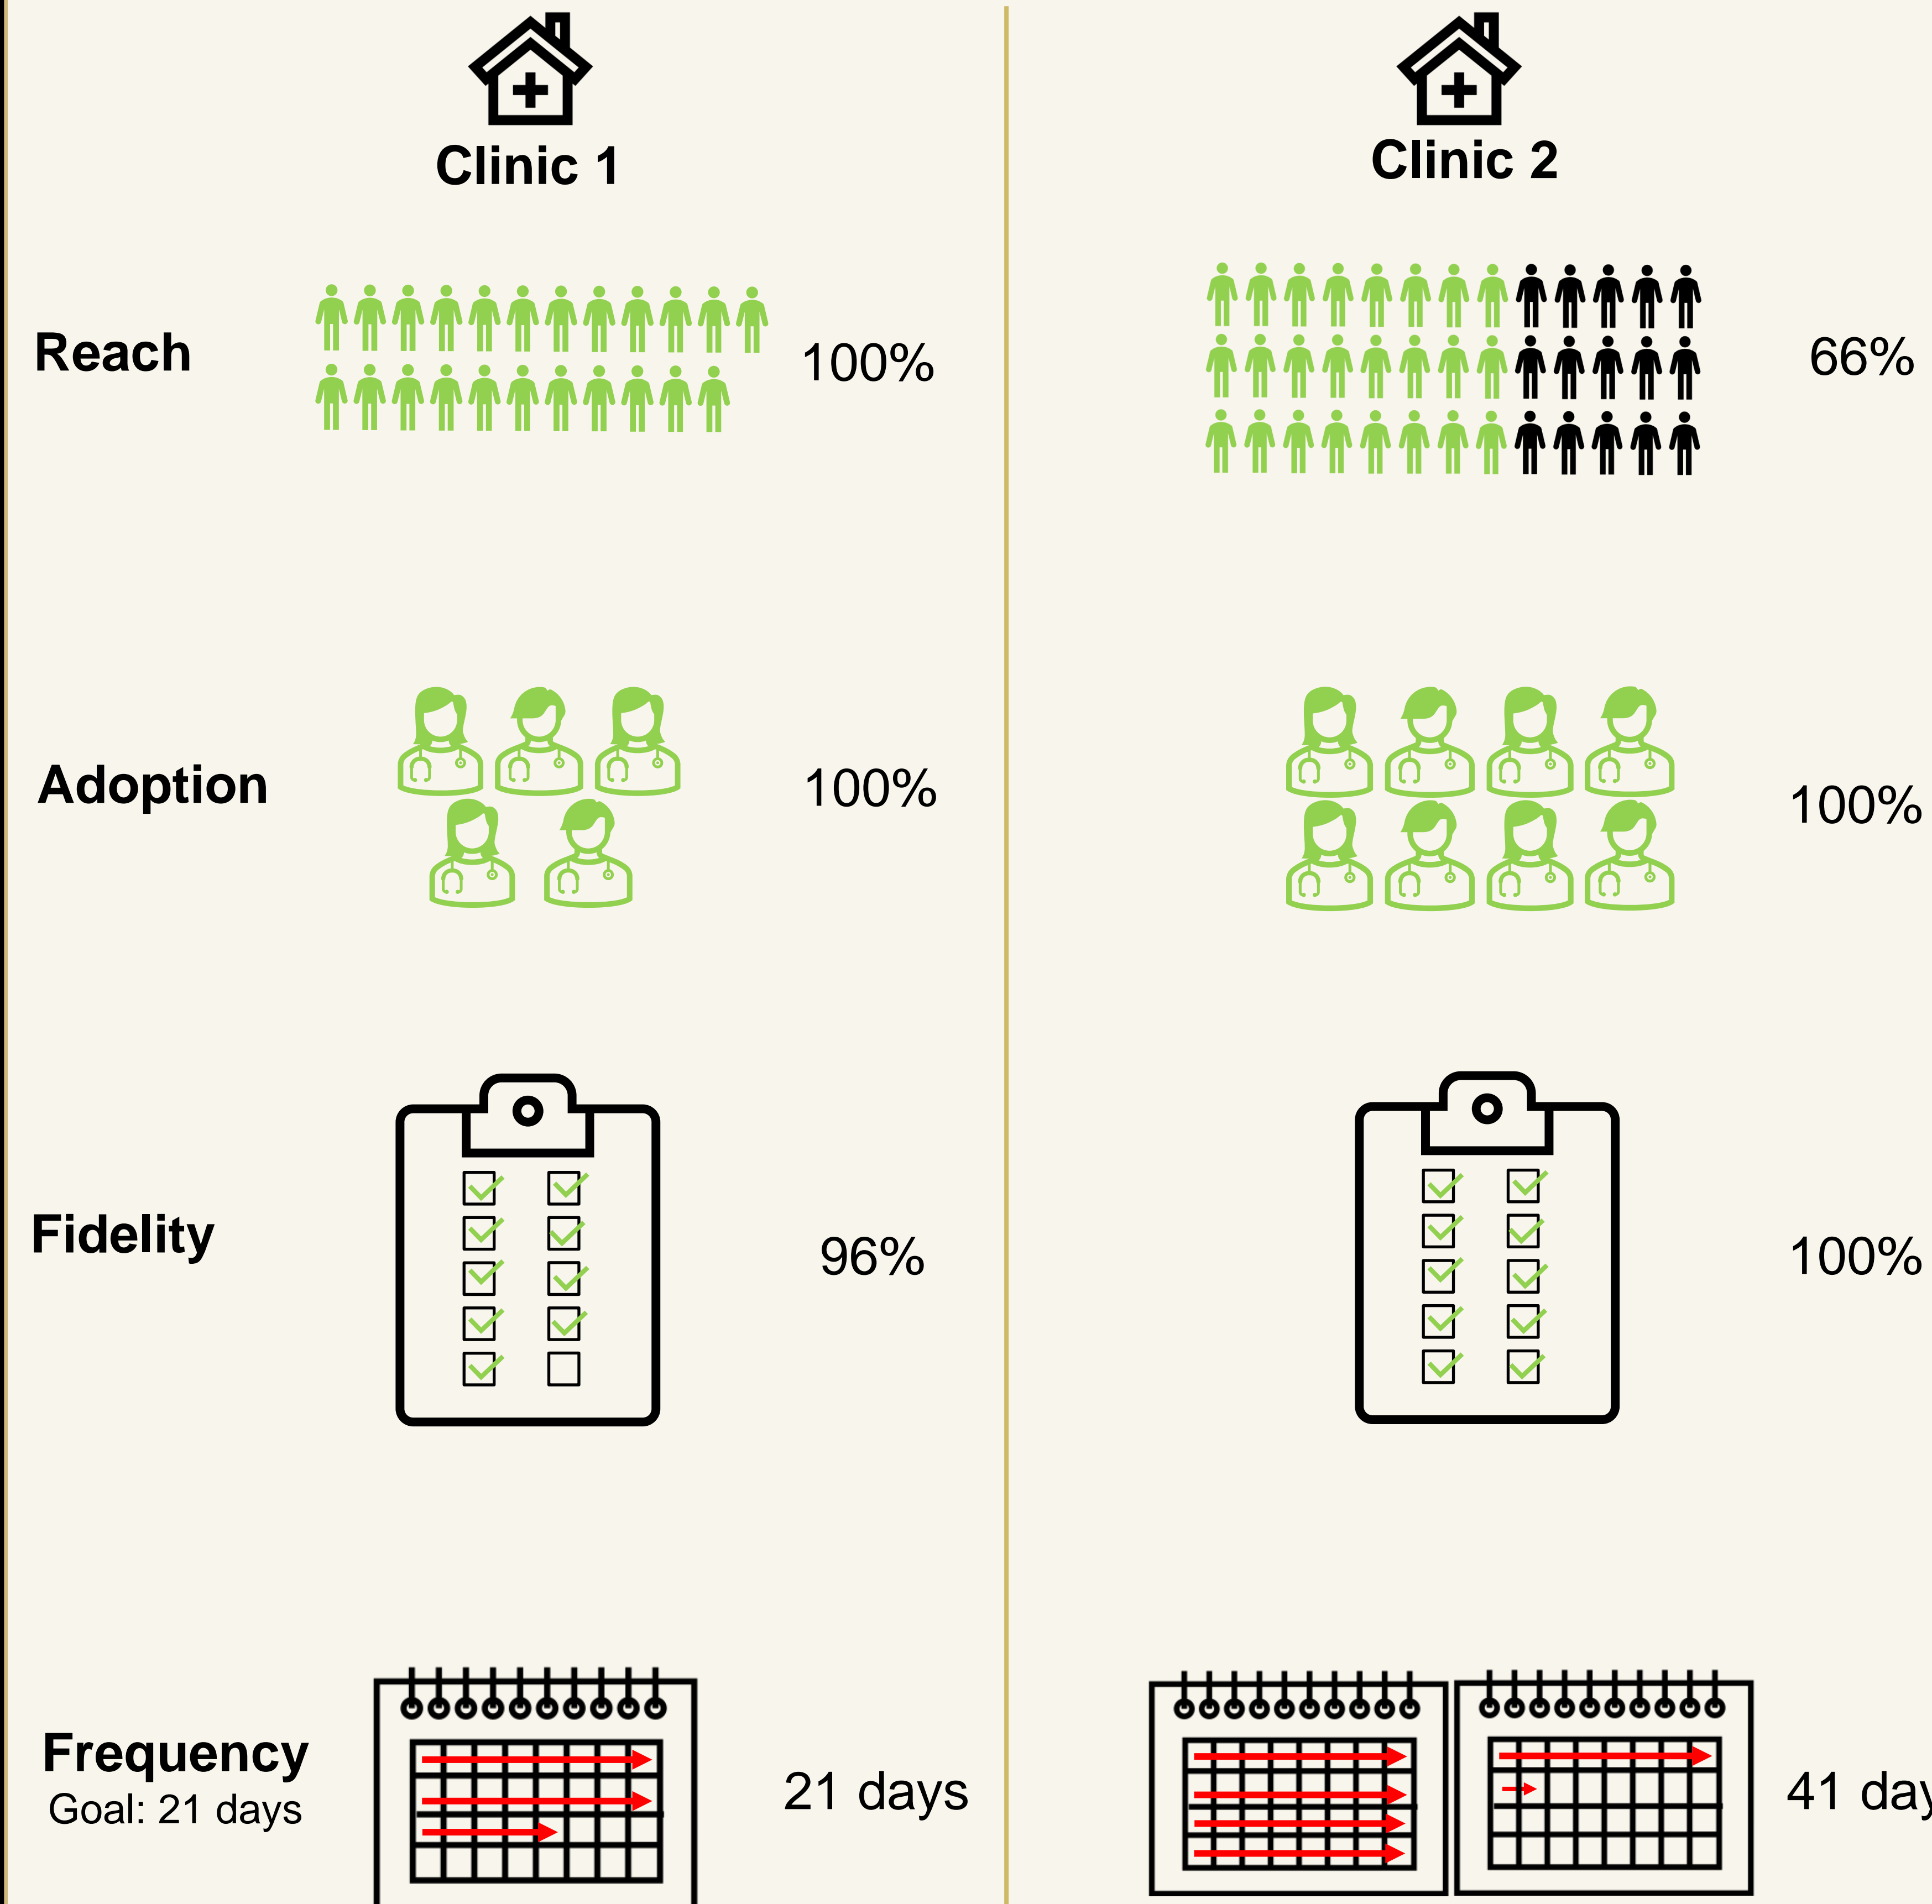 Clinic 1
Clinic 2
Reach
100%
66%
Adoption
100%
100%
Fidelity
96%
100%
Frequency
Goal: 21 days
21 days
41